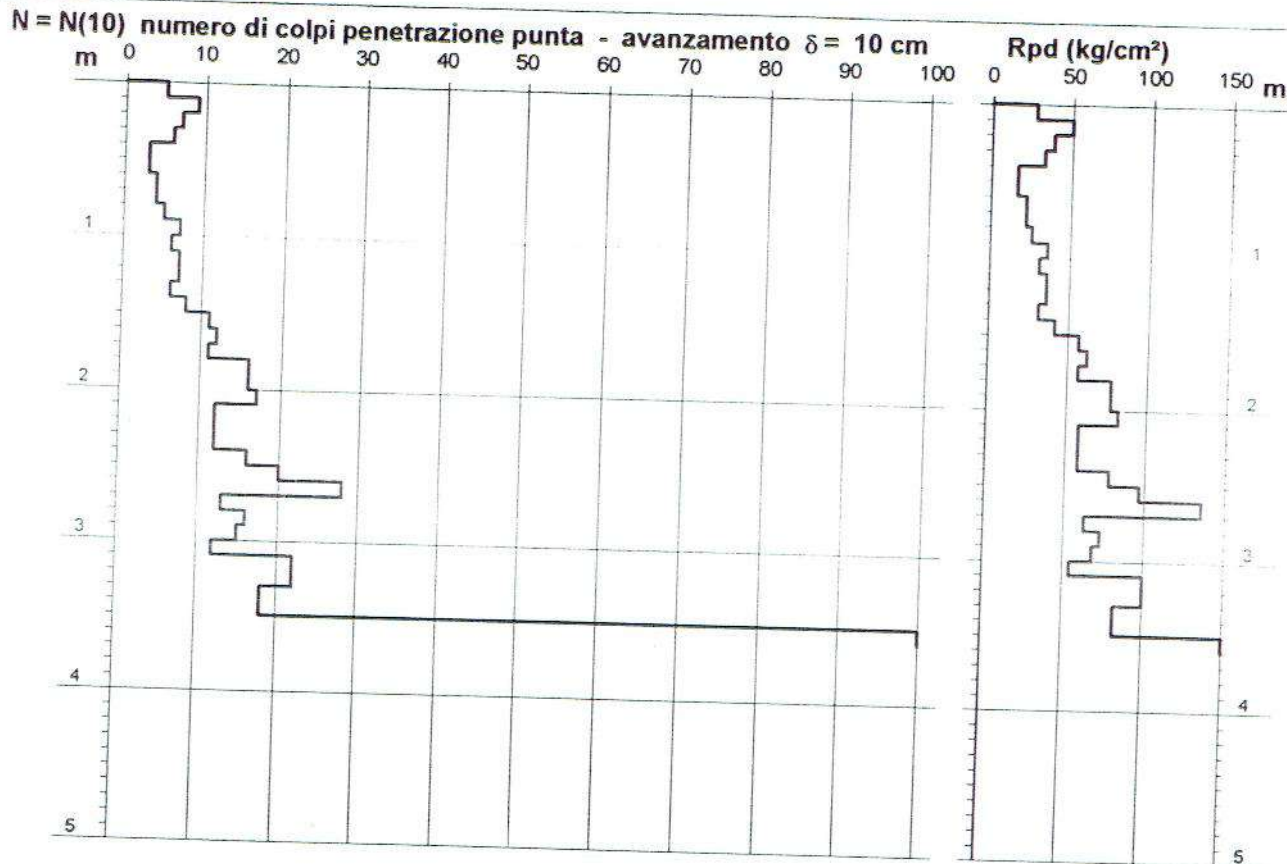 N = N(10) numero di colpi penetrazione punta - avanzamento δ = 10 cm
Rpd (kg/cm²)
m 0 10 20 30 40 50 60 70 80 90 100
0 50 100 150 m
1
2
3
4
5
1
2
3
4
5